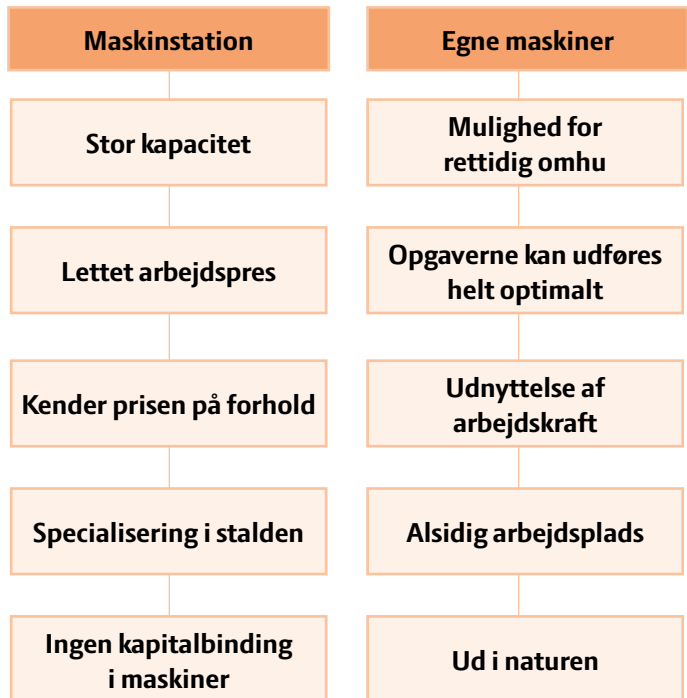 Maskinstation
Stor kapacitet
Lettet arbejdspres
Kender prisen på forhold
Specialisering i stalden
Ingen kapitalbinding
i maskiner
Egne maskiner
Mulighed for
rettidig omhu
Opgaverne kan udføres
helt optimalt
Udnyttelse af
arbejdskraft
Alsidig arbejdsplads
Ud i naturen